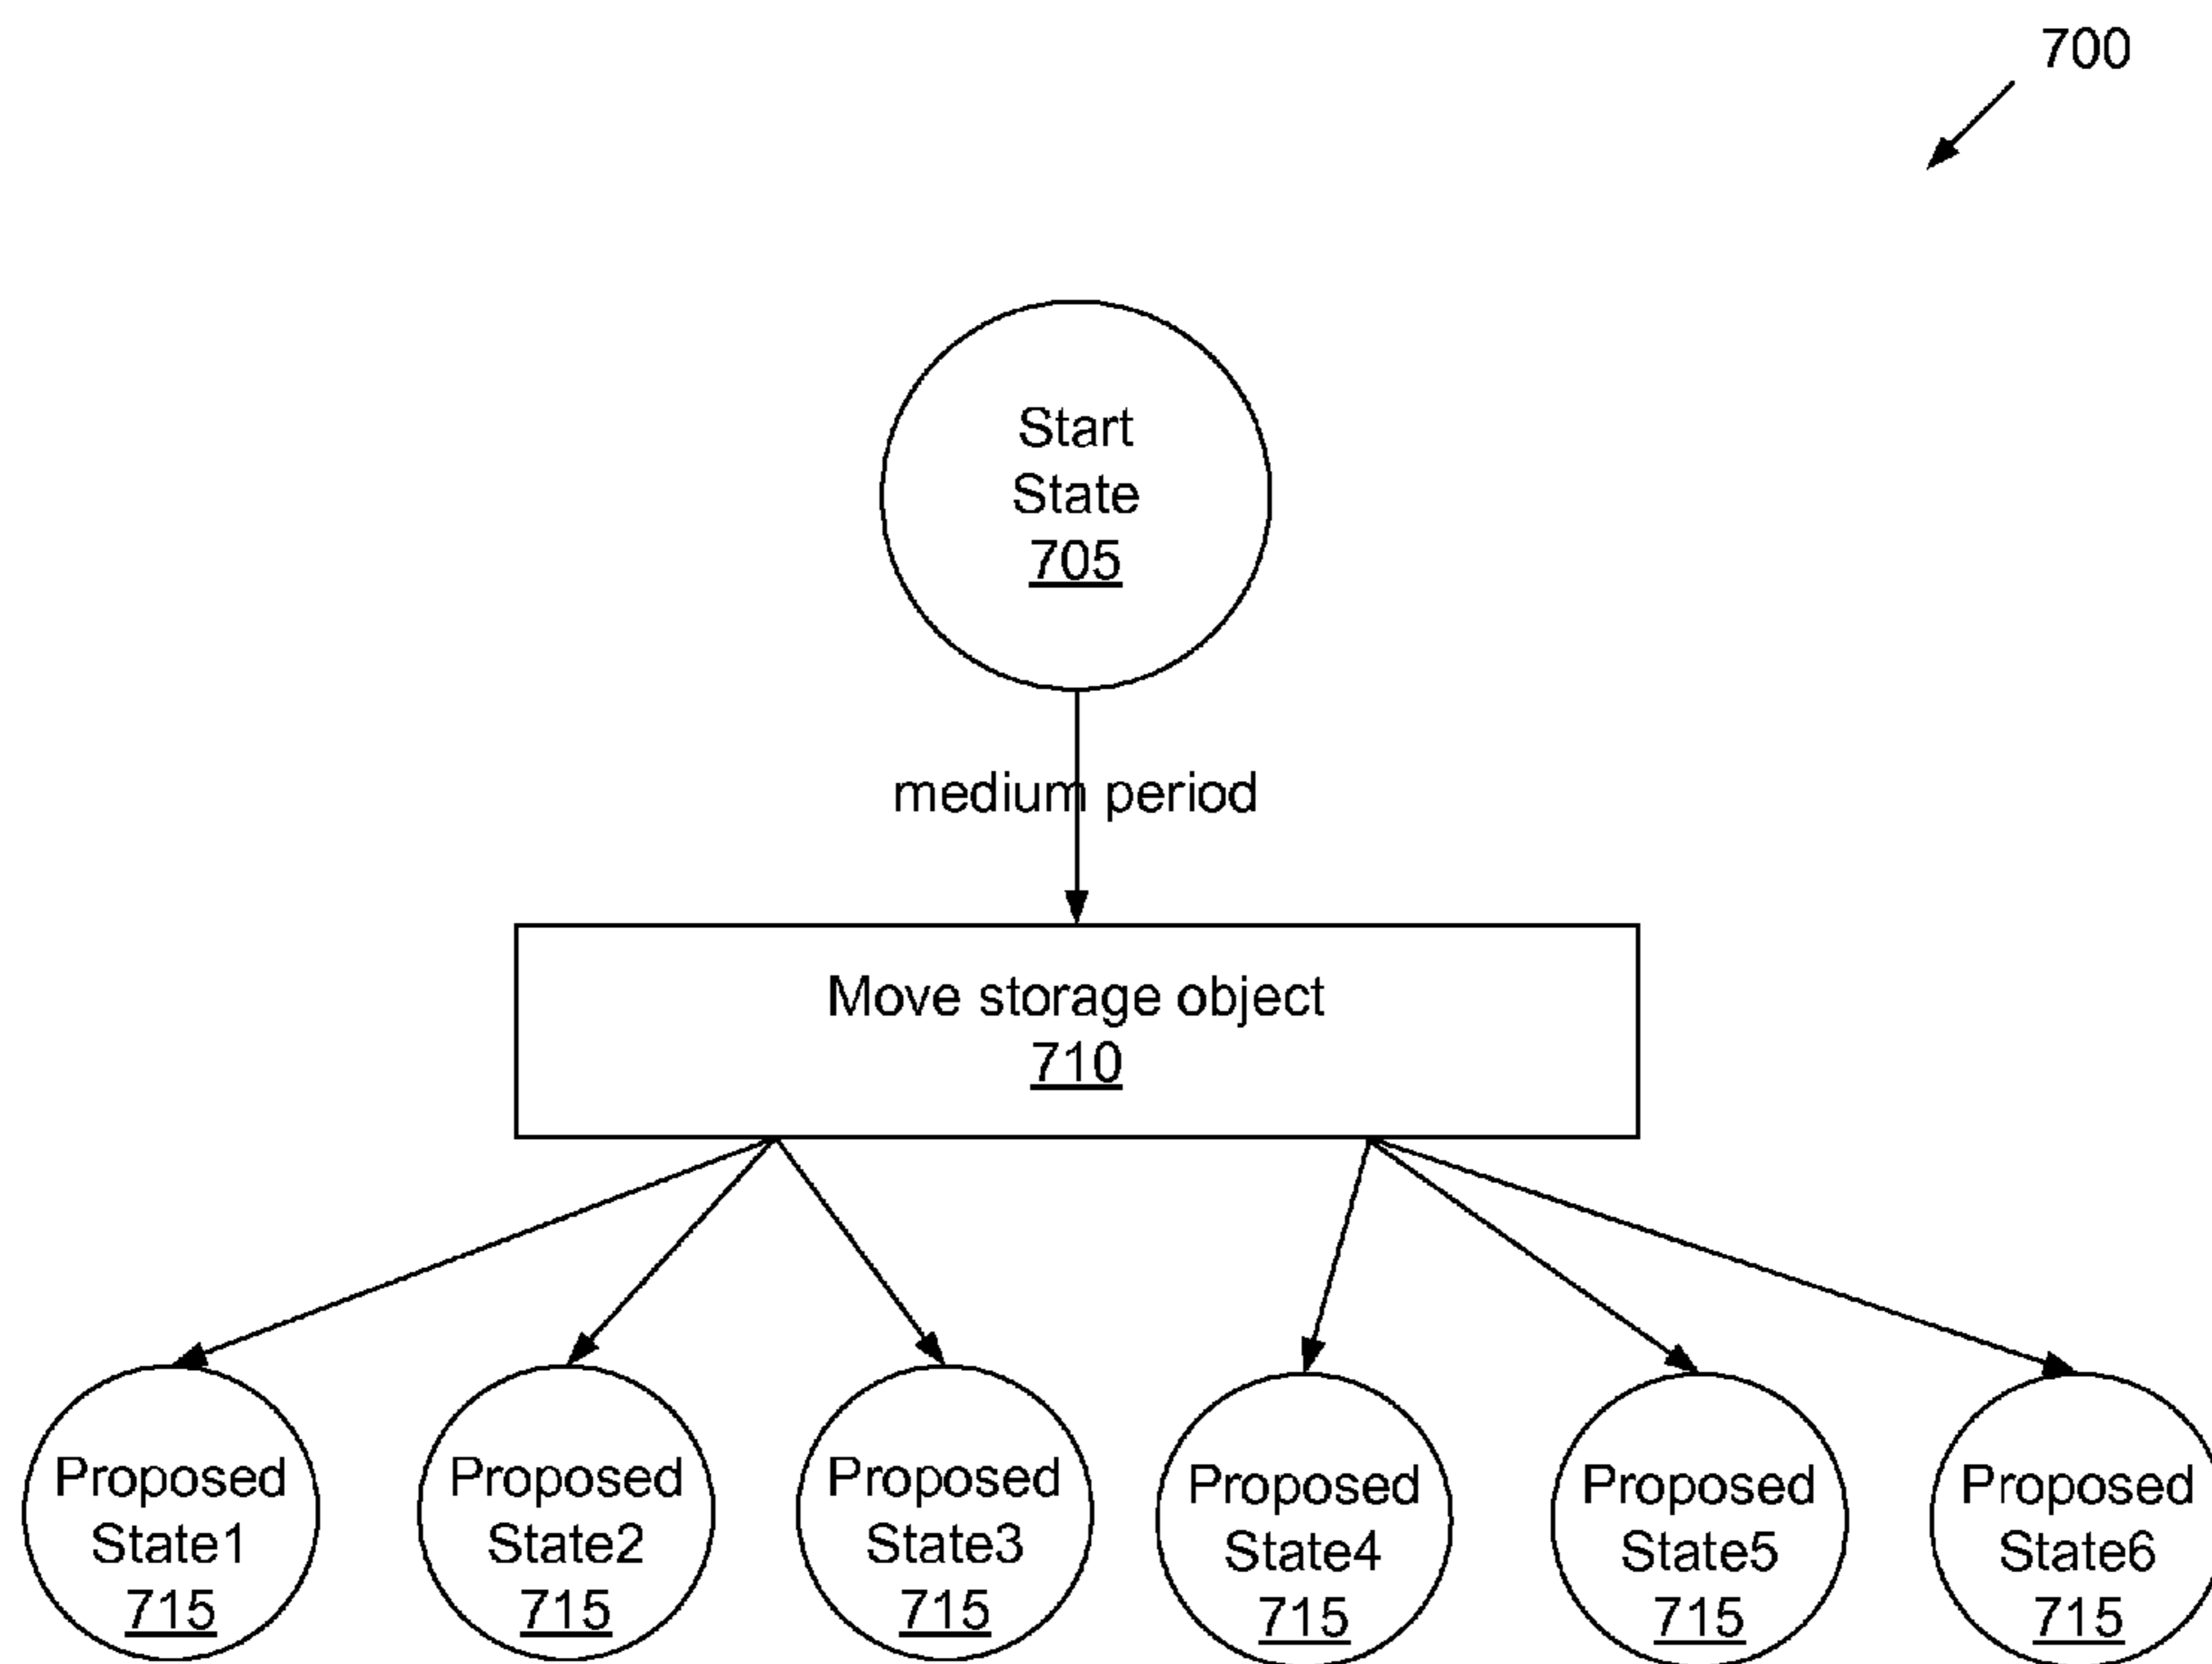 700
Start
State
705
medium period
Move storage object
710
Proposed
State1
715
Proposed
State2
715
Proposed
State3
715
Proposed
State4
715
Proposed
State5
715
Proposed
State6
715